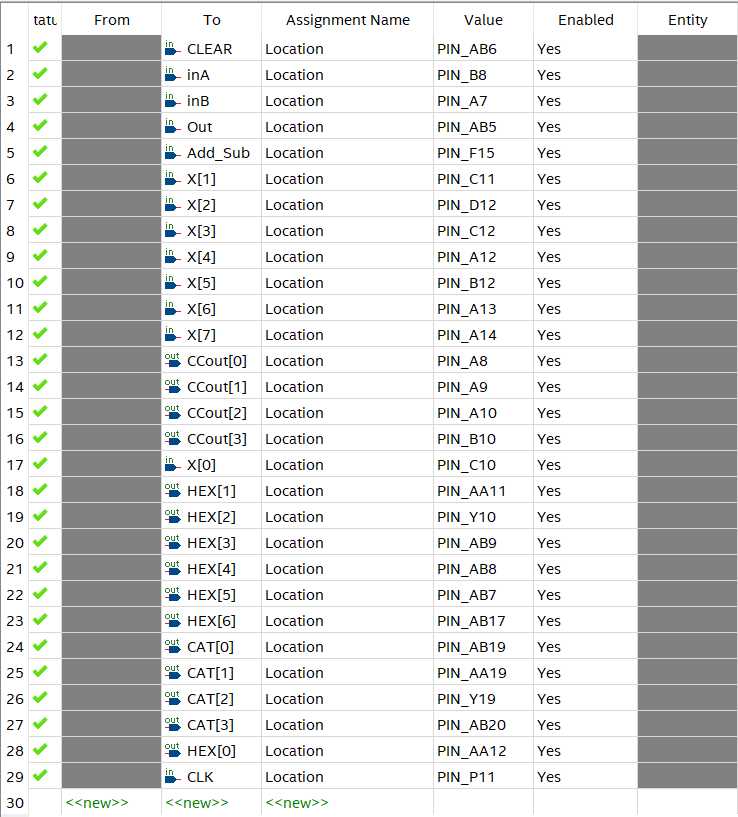 tatu From To Assignment Name Value Enabled Entity
1 in CLEAR Location PIN_AB6 Yes
2 in inA Location PIN_B8 Yes
3 in inB Location PIN_A7 Yes
4 in Out Location PIN_AB5 Yes
5 in Add_Sub Location PIN_F15 Yes
6 in X[1] Location PIN_C11 Yes
7 in X[2] Location PIN_D12 Yes
8 in X[3] Location PIN_C12 Yes
9 in X[4] Location PIN_A12 Yes
10 in X[5] Location PIN_B12 Yes
11 in X[6] Location PIN_A13 Yes
12 in X[7] Location PIN_A14 Yes
13 out CCout[0] Location PIN_A8 Yes
14 out CCout[1] Location PIN_A9 Yes
15 out CCout[2] Location PIN_A10 Yes
16 out CCout[3] Location PIN_B10 Yes
17 in X[0] Location PIN_C10 Yes
18 out HEX[1] Location PIN_AA11 Yes
19 out HEX[2] Location PIN_Y10 Yes
20 out HEX[3] Location PIN_AB9 Yes
21 out HEX[4] Location PIN_AB8 Yes
22 out HEX[5] Location PIN_AB7 Yes
23 out HEX[6] Location PIN_AB17 Yes
24 out CAT[0] Location PIN_AB19 Yes
25 out CAT[1] Location PIN_AA19 Yes
26 out CAT[2] Location PIN_Y19 Yes
27 out CAT[3] Location PIN_AB20 Yes
28 out HEX[0] Location PIN_AA12 Yes
29 in CLK Location PIN_P11 Yes
30 <<new>> <<new>> <<new>>